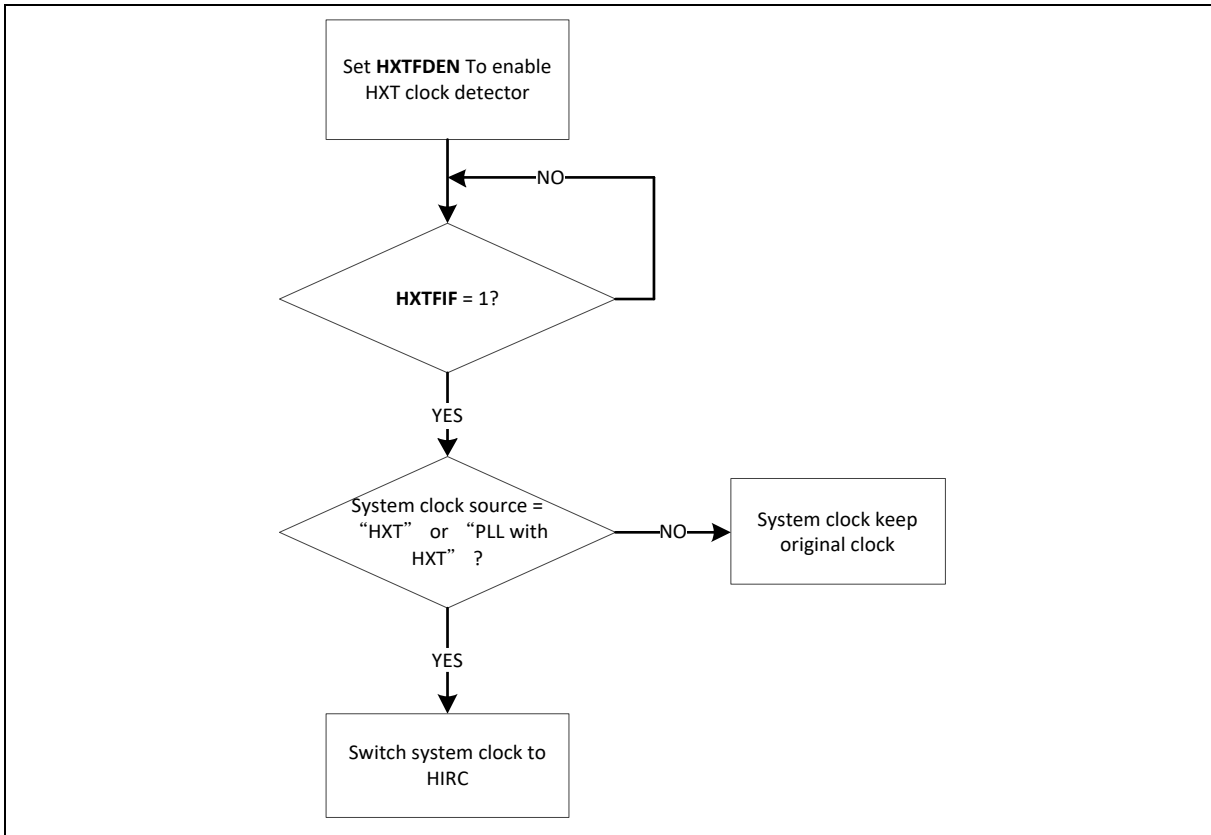 Set HXTFDEN To enable
HXT clock detector
NO
HXTFIF = 1?
YES
System clock source =
“HXT” or “PLL with
HXT” ?
NO
System clock keep
original clock
YES
Switch system clock to
HIRC